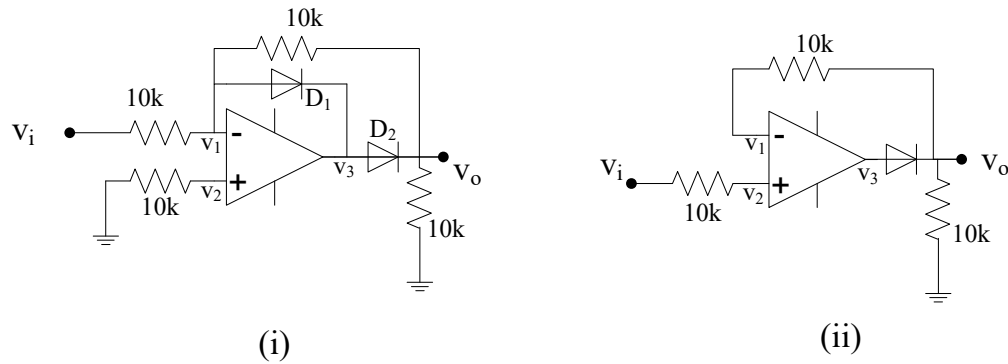 10k
D₁
10k
vᵢ
-
v₁
D₂
v₃
vₒ
+
v₂
10k
10k
(i)
10k
-
v₁
v₃
vₒ
vᵢ
+
v₂
10k
10k
(ii)